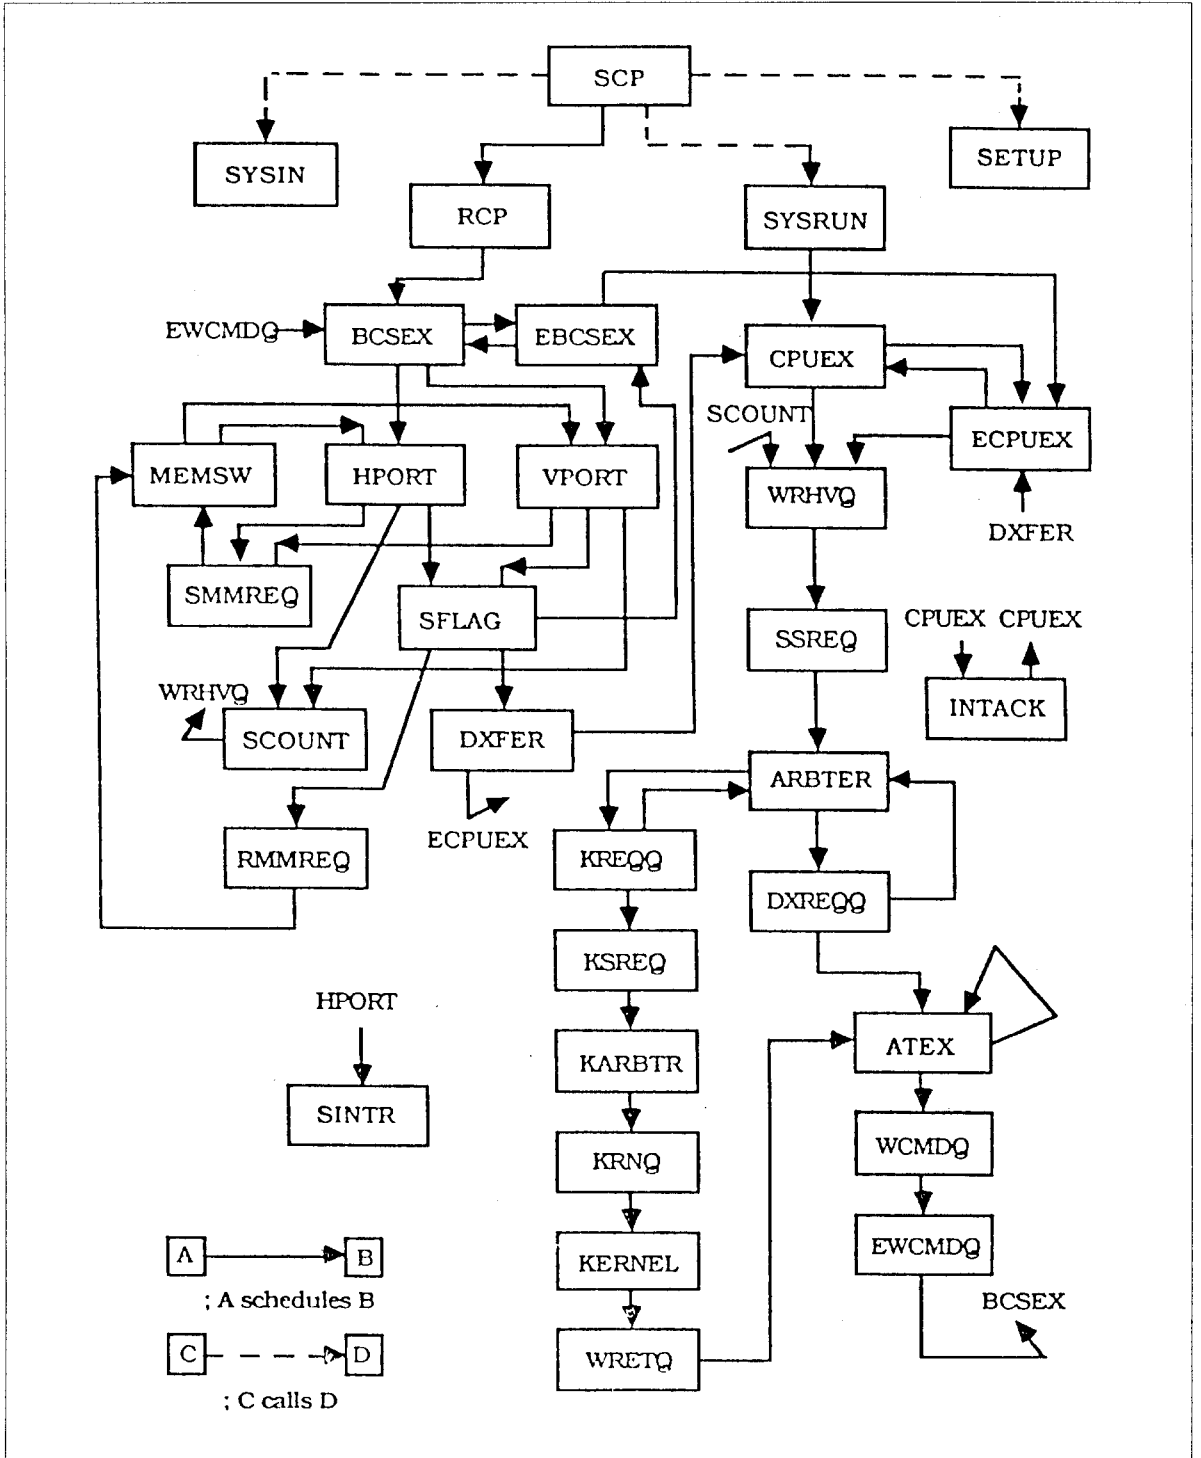 SCP
SYSIN
SETUP
RCP
SYSRUN
EWCMDQ
BCSEX
EBCSEX
CPUEX
SCOUNT
ECPUEX
MEMSW
HPORT
VPORT
WRHVQ
DXFER
SMMREQ
SFLAG
SSREQ
CPUEX CPUEX
WRHVQ
INTACK
SCOUNT
DXFER
ARBTER
ECPUEX
RMMREQ
KREQQ
DXREQQ
KSREQ
HPORT
ATEX
KARBTR
SINTR
WCMDQ
KRNQ
EWCMDQ
KERNEL
A B
; A schedules B
BCSEX
C D
WRETQ
; C calls D